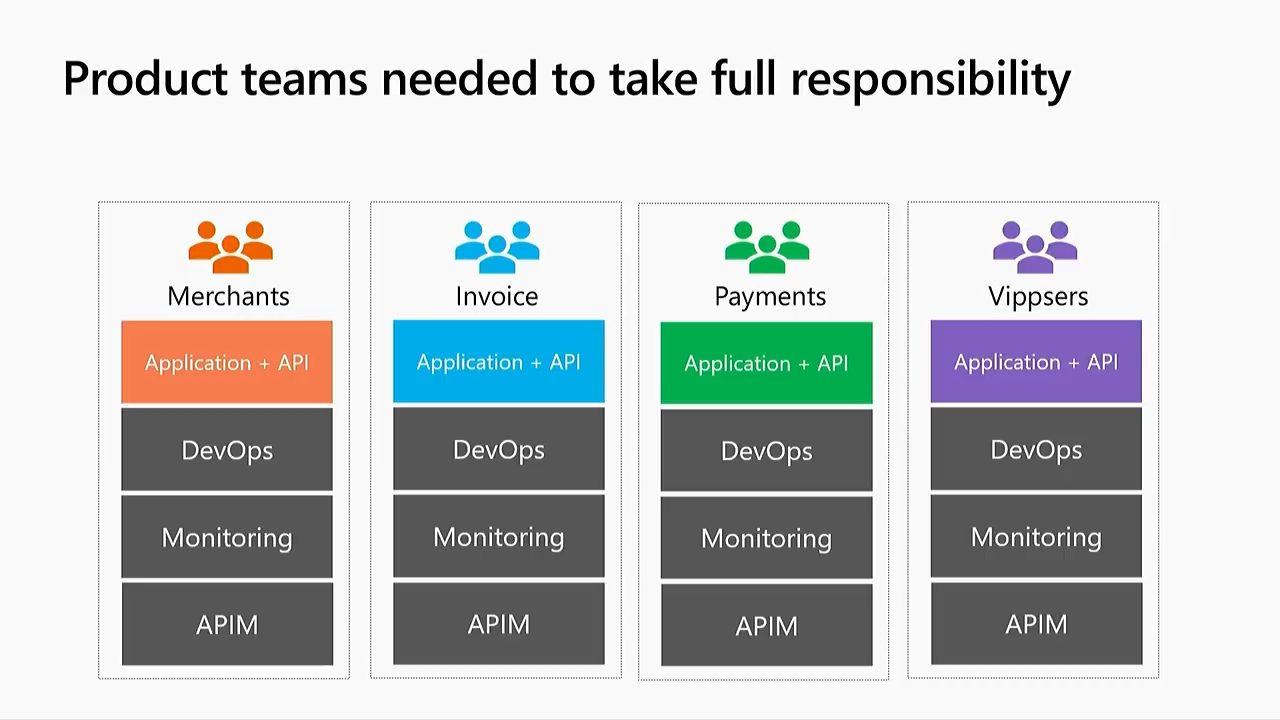 Product teams needed to take full responsibility
Merchants
Application + API
DevOps
Monitoring
APIM
Invoice
Application + API
DevOps
Monitoring
APIM
Payments
Application + API
DevOps
Monitoring
APIM
Vippsers
Application + API
DevOps
Monitoring
APIM